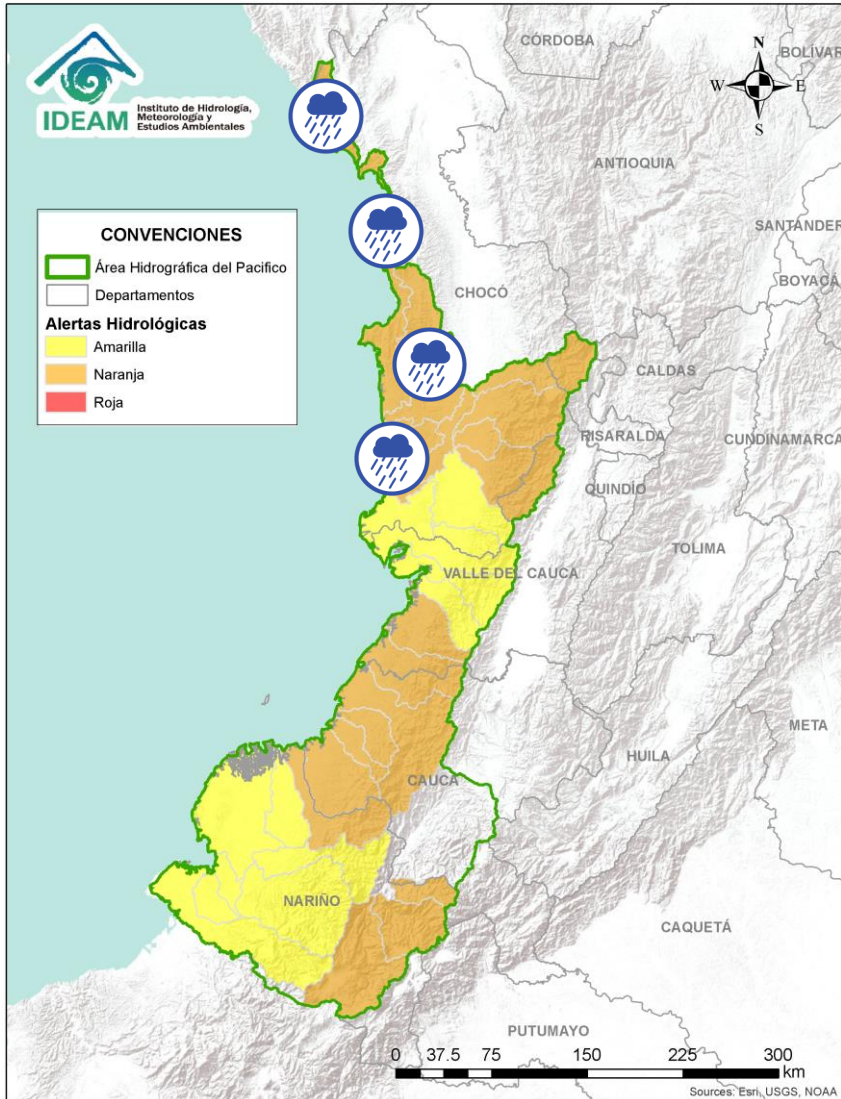 IDEAM
Instituto de Hidrología,
Meteorología y
Estudios Ambientales
CÓRDOBA
BOLÍVAR
N
W
E
S
ANTIOQUIA
SANTANDER
BOYACÁ
CONVENCIONES
Área Hidrográfica del Pacifico
Departamentos
Alertas Hidrológicas
Amarilla
Naranja
Roja
CHOCÓ
CALDAS
RISARALDA
CUNDINAMARCA
QUINDÍO
TOLIMA
VALLE DEL CAUCA
META
HUILA
CAUCA
NARIÑO
CAQUETÁ
PUTUMAYO
0 37.5 75 150 225 300
km
Sources: Esri, USGS, NOAA